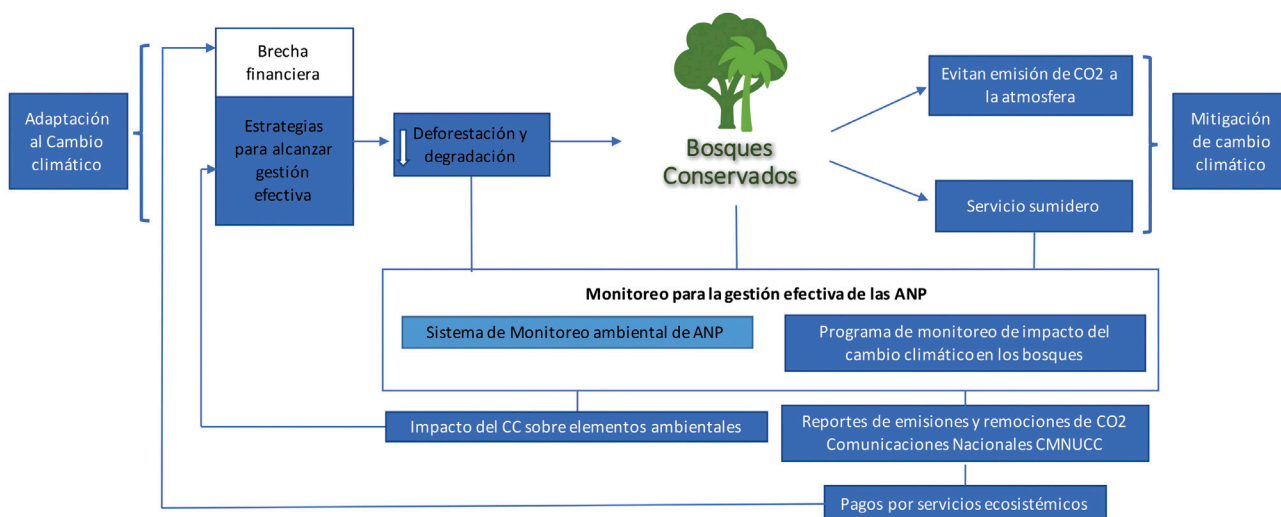 Adaptación
al Cambio
climático
Brecha
financiera
Estrategias
para alcanzar
gestión
efectiva
Deforestación y
degradación
Bosques
Conservados
Evitan emisión de CO2 a
la atmosfera
Servicio sumidero
Mitigación
de cambio
climático
Monitoreo para la gestión efectiva de las ANP
Sistema de Monitoreo ambiental de ANP
Programa de monitoreo de impacto del
cambio climático en los bosques
Impacto del CC sobre elementos ambientales
Reportes de emisiones y remociones de CO2
Comunicaciones Nacionales CMNUCC
Pagos por servicios ecosistémicos